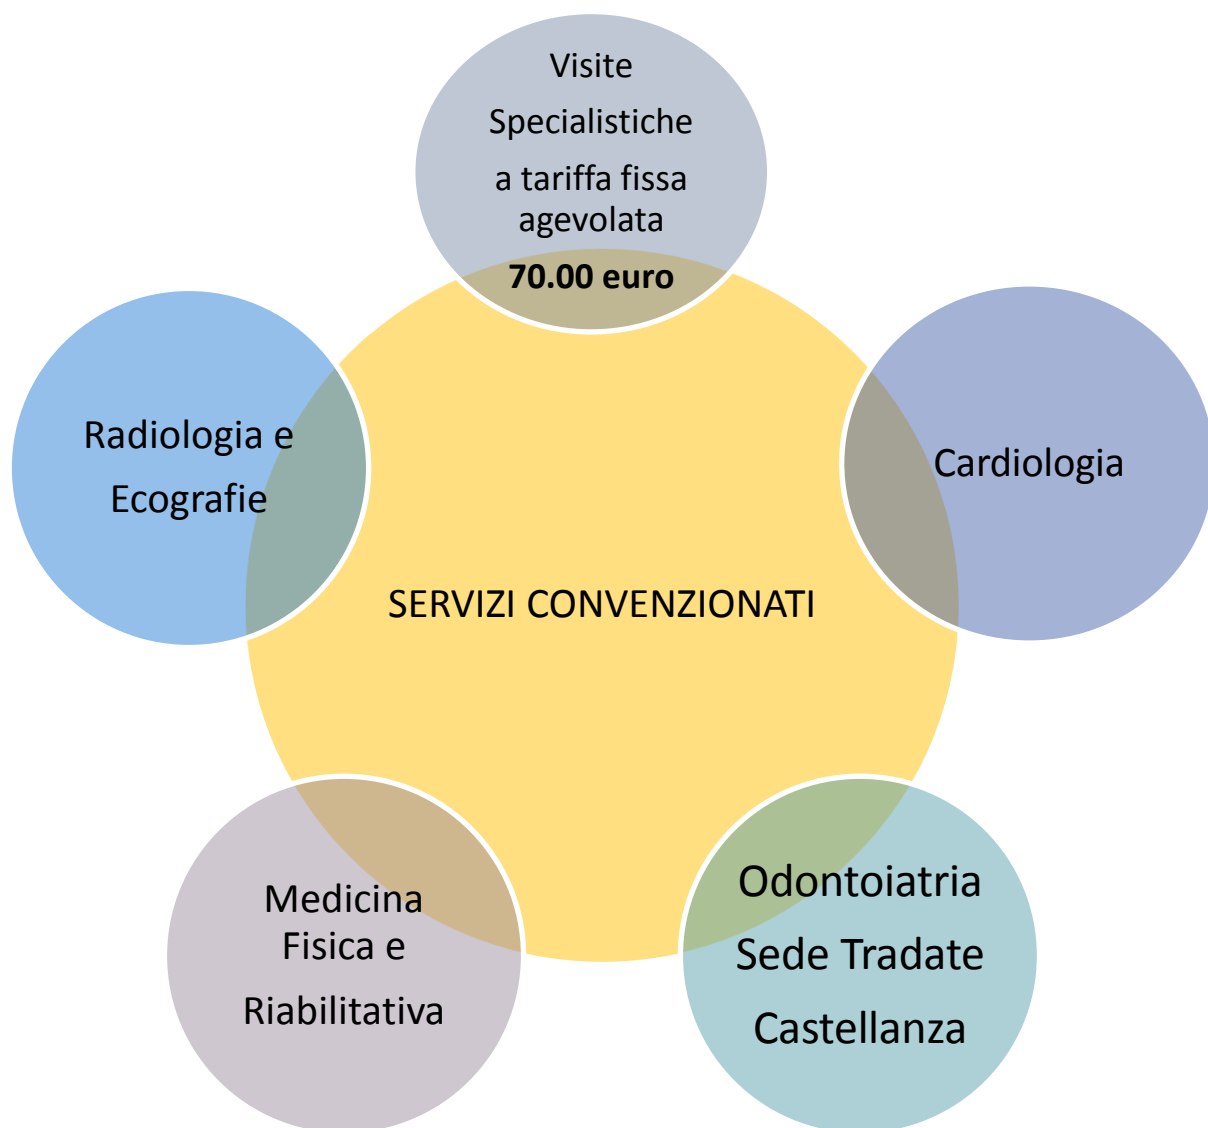 Visite
Specialistiche
a tariffa fissa
agevolata
70.00 euro
Radiologia e
Ecografie
Cardiologia
SERVIZI CONVENZIONATI
Medicina
Fisica e
Riabilitativa
Odontoiatria
Sede Tradate
Castellanza